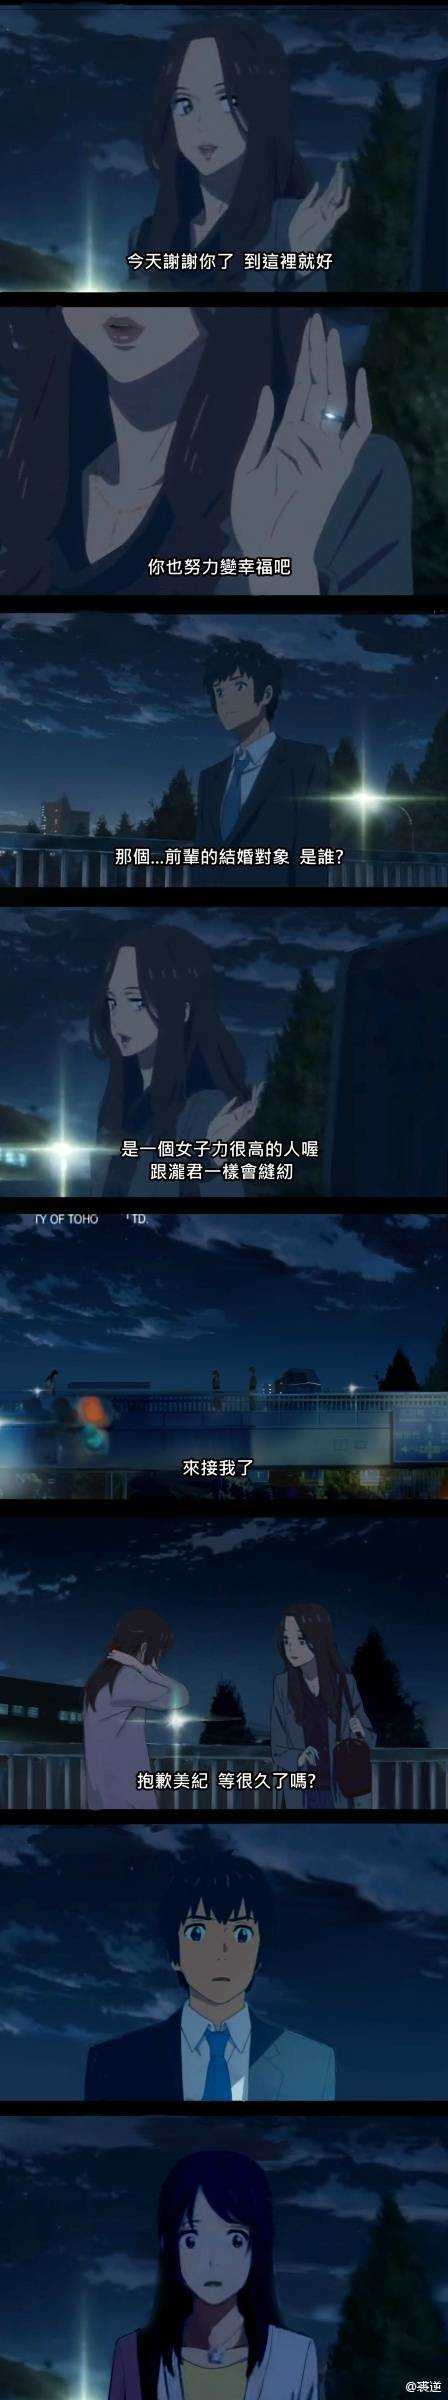 今天謝謝你了 到這裡就好
你也努力變幸福吧
那個...前輩的結婚對象 是誰?
是一個女子力很高的人喔
跟瀧君一樣會縫紉
TY OF TOHO TD.
來接我了
抱歉美紀 等很久了嗎?
@裘逆